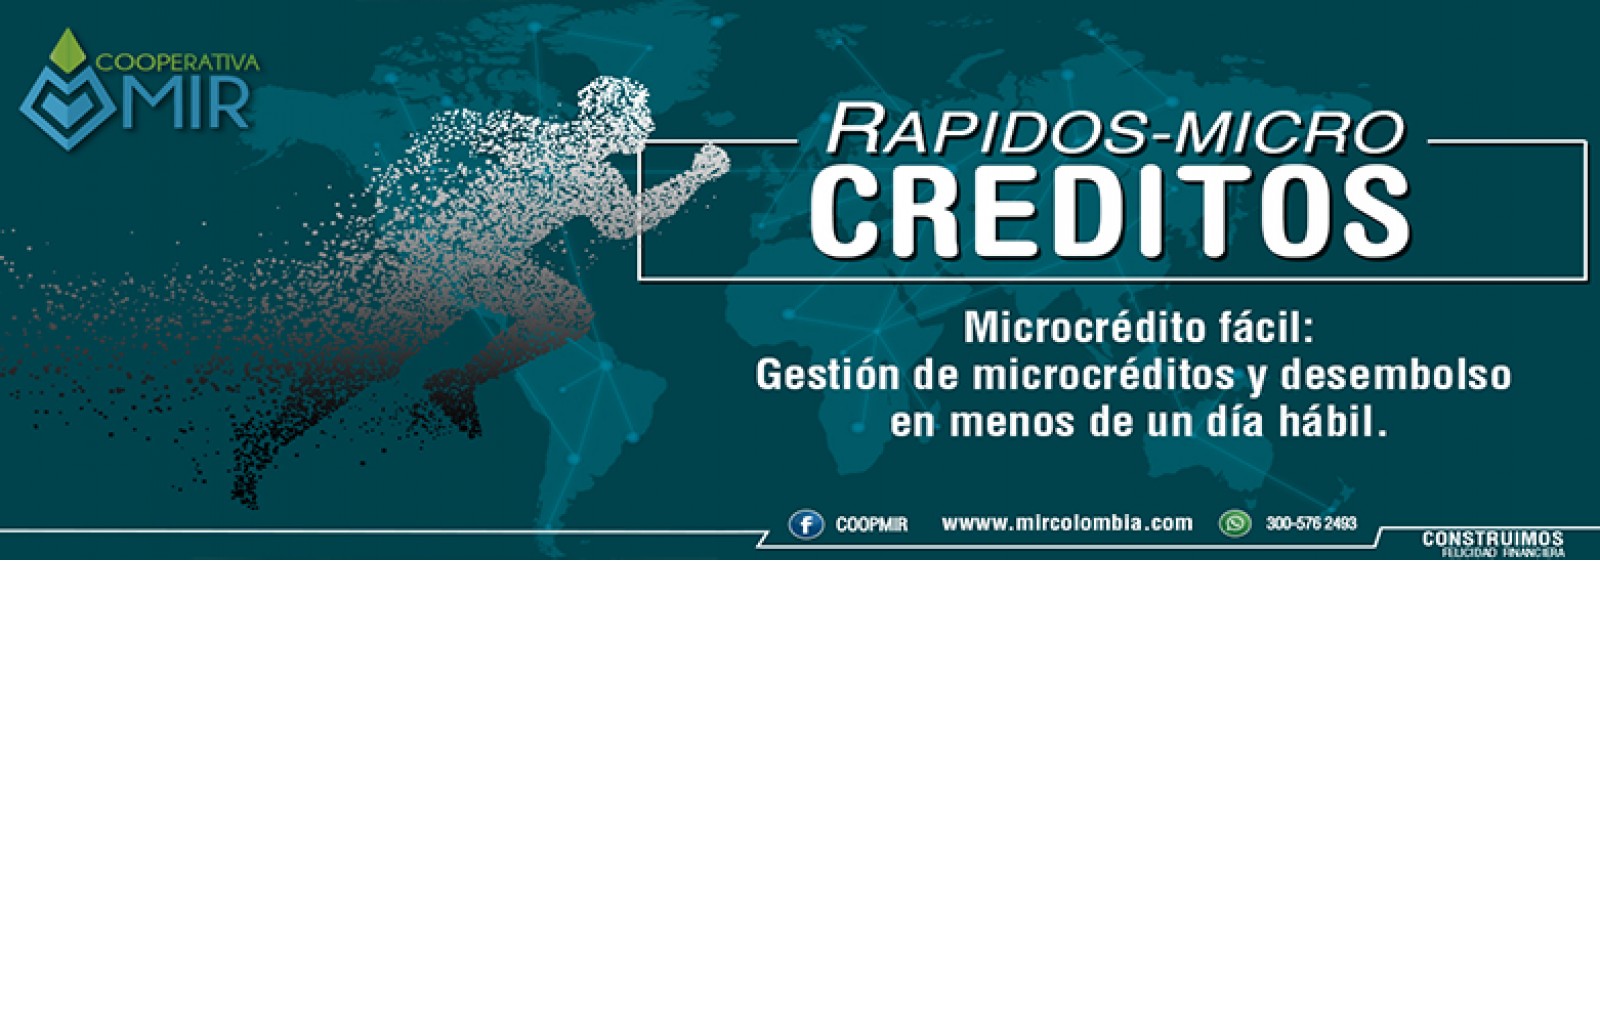 COOPERATIVA
MIR
RAPIDOS-MICRO
CREDITOS
Microcrédito fácil:
Gestión de microcréditos y desembolso
en menos de un día hábil.
COOPMIR wwww.mircolombia.com 300-576 2493
CONSTRUIMOS
FELICIDAD FINANCIERA